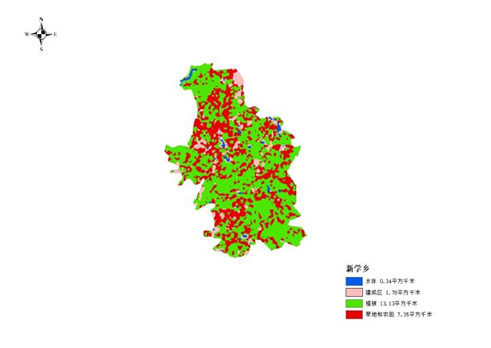 N
W E
S
新学乡
水体 0.34平方千米
建成区 1.78平方千米
植被 13.13平方千米
旱地和农田 7.35平方千米